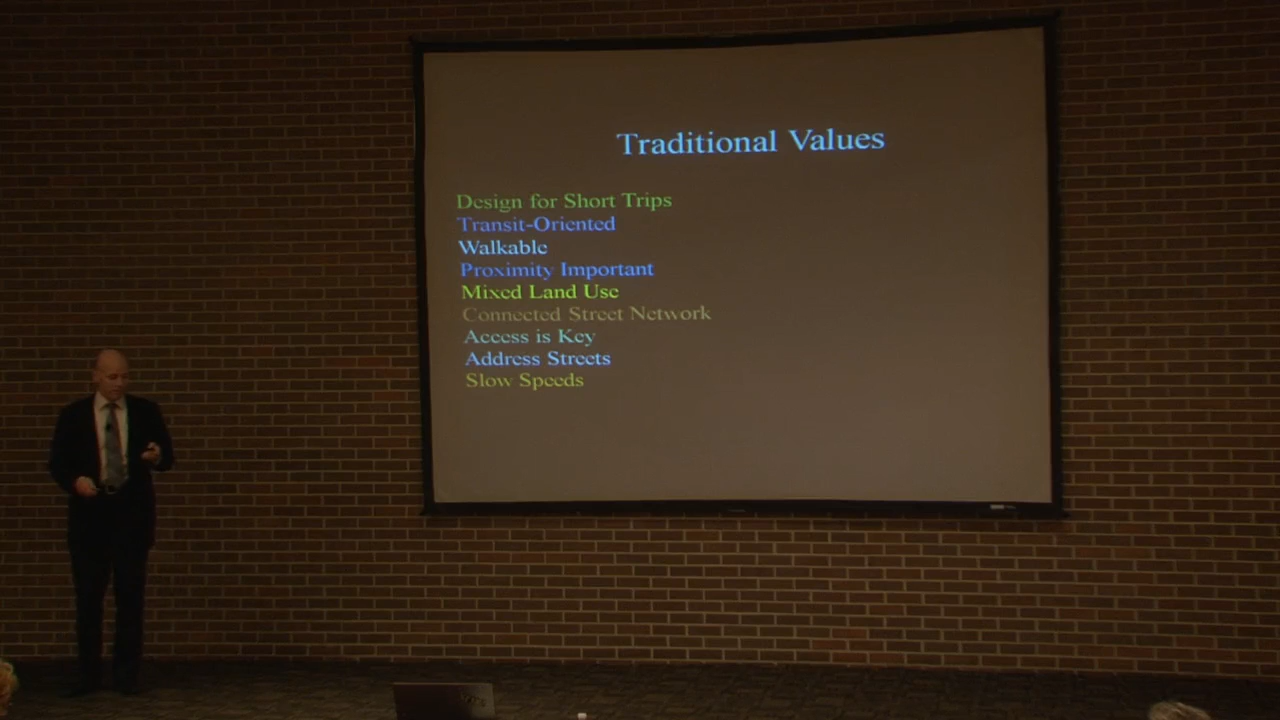 Traditional Values
Design for Short Trips
Transit-Oriented
Walkable
Proximity Important
Mixed Land Use
Connected Street Network
Access is Key
Address Streets
Slow Speeds